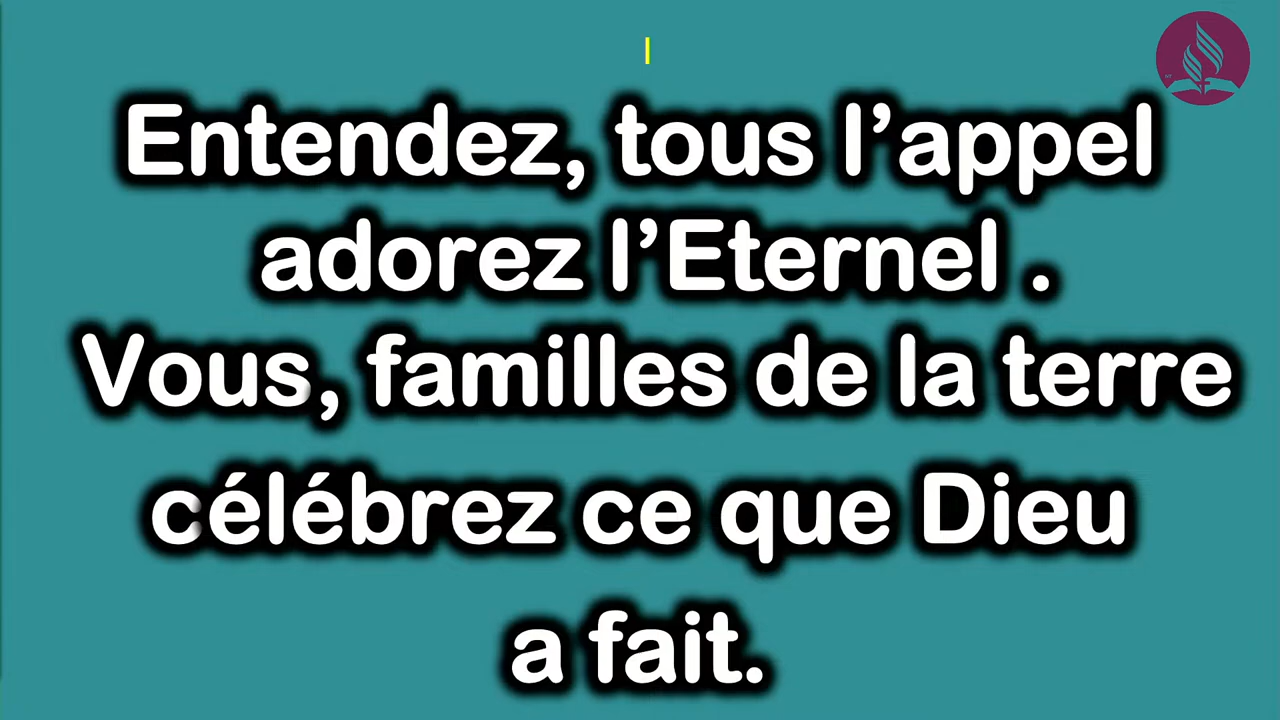 I
Entendez, tous l’appel
adorez l’Eternel .
Vous, familles de la terre
célébrez ce que Dieu
a fait.